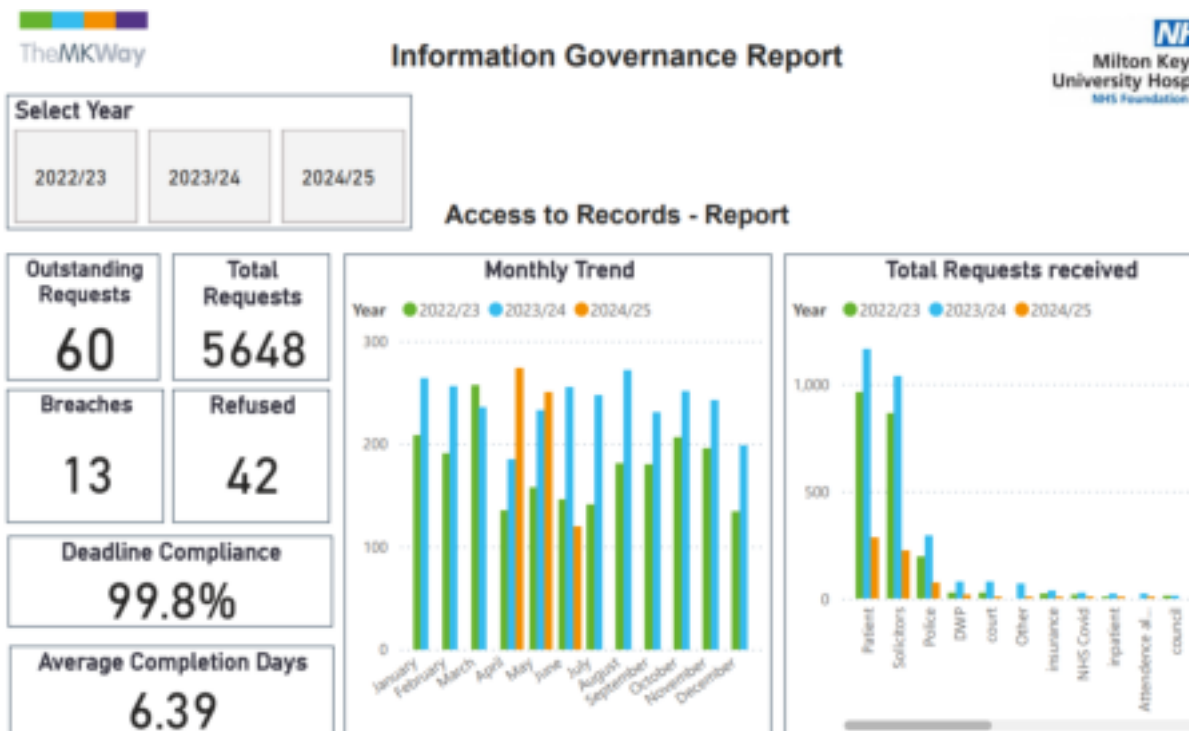 TheMKWay
Information Governance Report
Milton Key
University Hosp
NHS Foundation
Select Year
2022/23
2023/24
2024/25
Access to Records - Report
Outstanding
Requests
60
Total
Requests
5648
Breaches
13
Refused
42
Deadline Compliance
99.8%
Average Completion Days
6.39
Monthly Trend
Year 2022/23 2023/24 2024/25
300
200
100
0
January
February
March
April
May
June
July
August
September
October
November
December
Total Requests received
Year 2022/23 2023/24 2024/25
1,000
500
0
Patient
Solicitors
Police
DWP
court
Other
insurance
NHS Covid
inpatient
Attendence al...
council